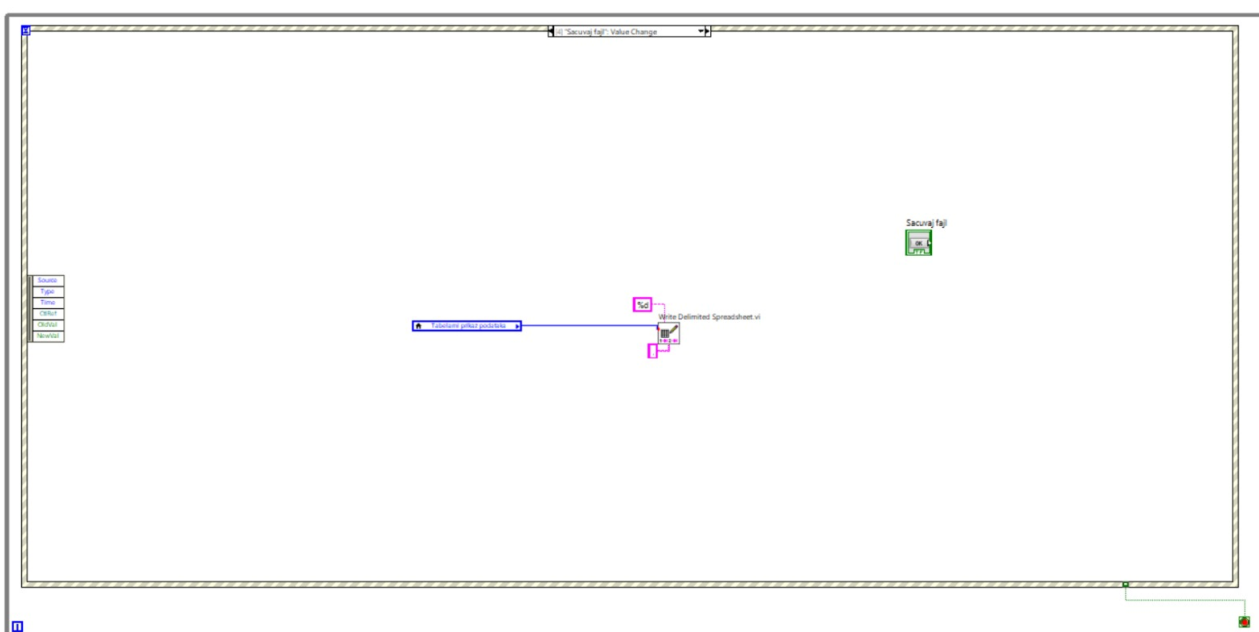 [4] "Sacuvaj fajl": Value Change
Sacuvaj fajl
OK
Source
Type
Time
CtlRef
OldVal
NewVal
%d
Write Delimited Spreadsheet.vi
Tabelarni prikaz podataka
i